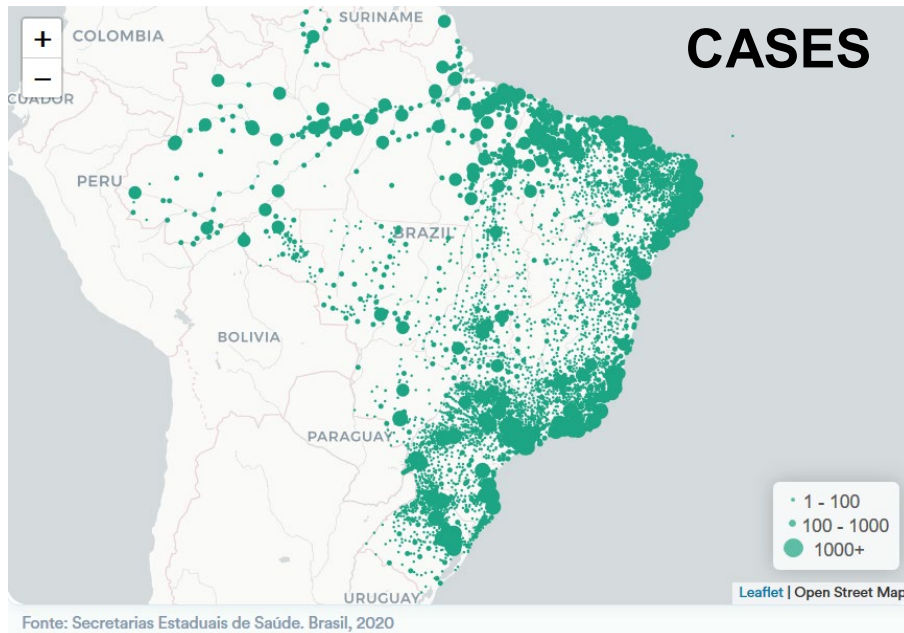 +
−
COLOMBIA
SURINAME
CASES
CUADOR
PERU
BRAZIL
BOLIVIA
PARAGUAY
1 - 100
100 - 1000
1000+
URUGUAY
Leaflet | Open Street Map
Fonte: Secretarias Estaduais de Saúde. Brasil, 2020